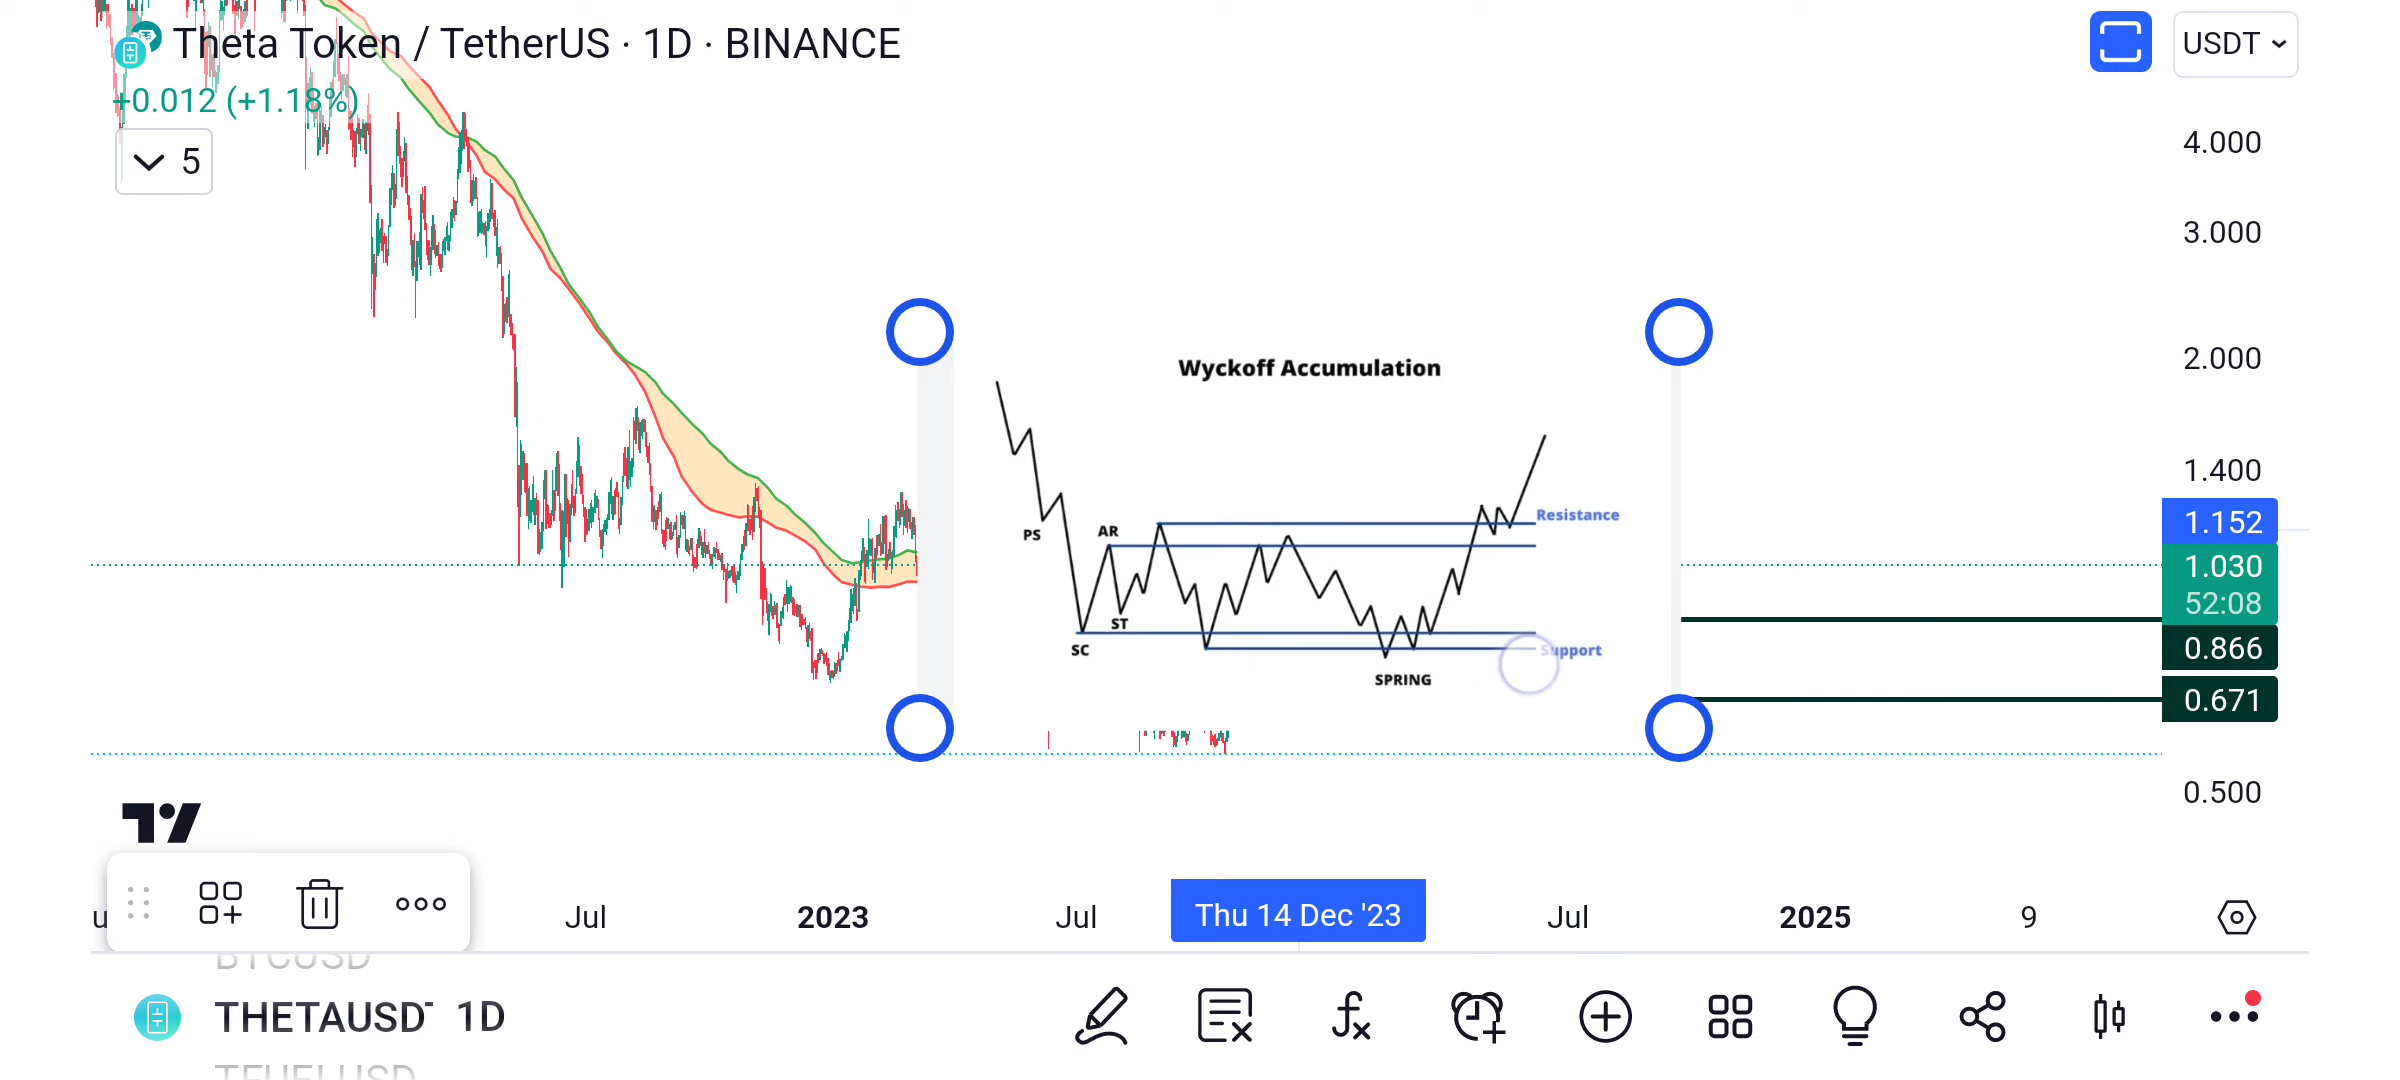 Theta Token / TetherUS · 1D · BINANCE
USDT
+0.012 (+1.18%)
5
4.000
3.000
2.000
1.400
1.152
1.030
52:08
0.866
0.671
0.500
Wyckoff Accumulation
PS
AR
ST
SC
SPRING
Resistance
Support
u
Jul
2023
Jul
Thu 14 Dec '23
Jul
2025
9
BTCUSD
THETAUSD 1D